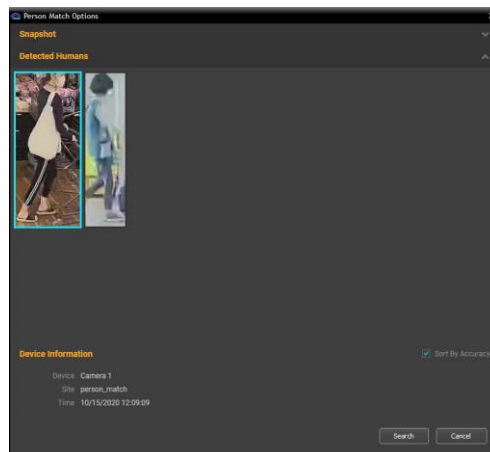 Person Match Options
Snapshot
Detected Humans
Device Information
Sort By Accuracy
Device Camera 1
Site person_match
Time 10/15/2020 12:09:09
Search
Cancel